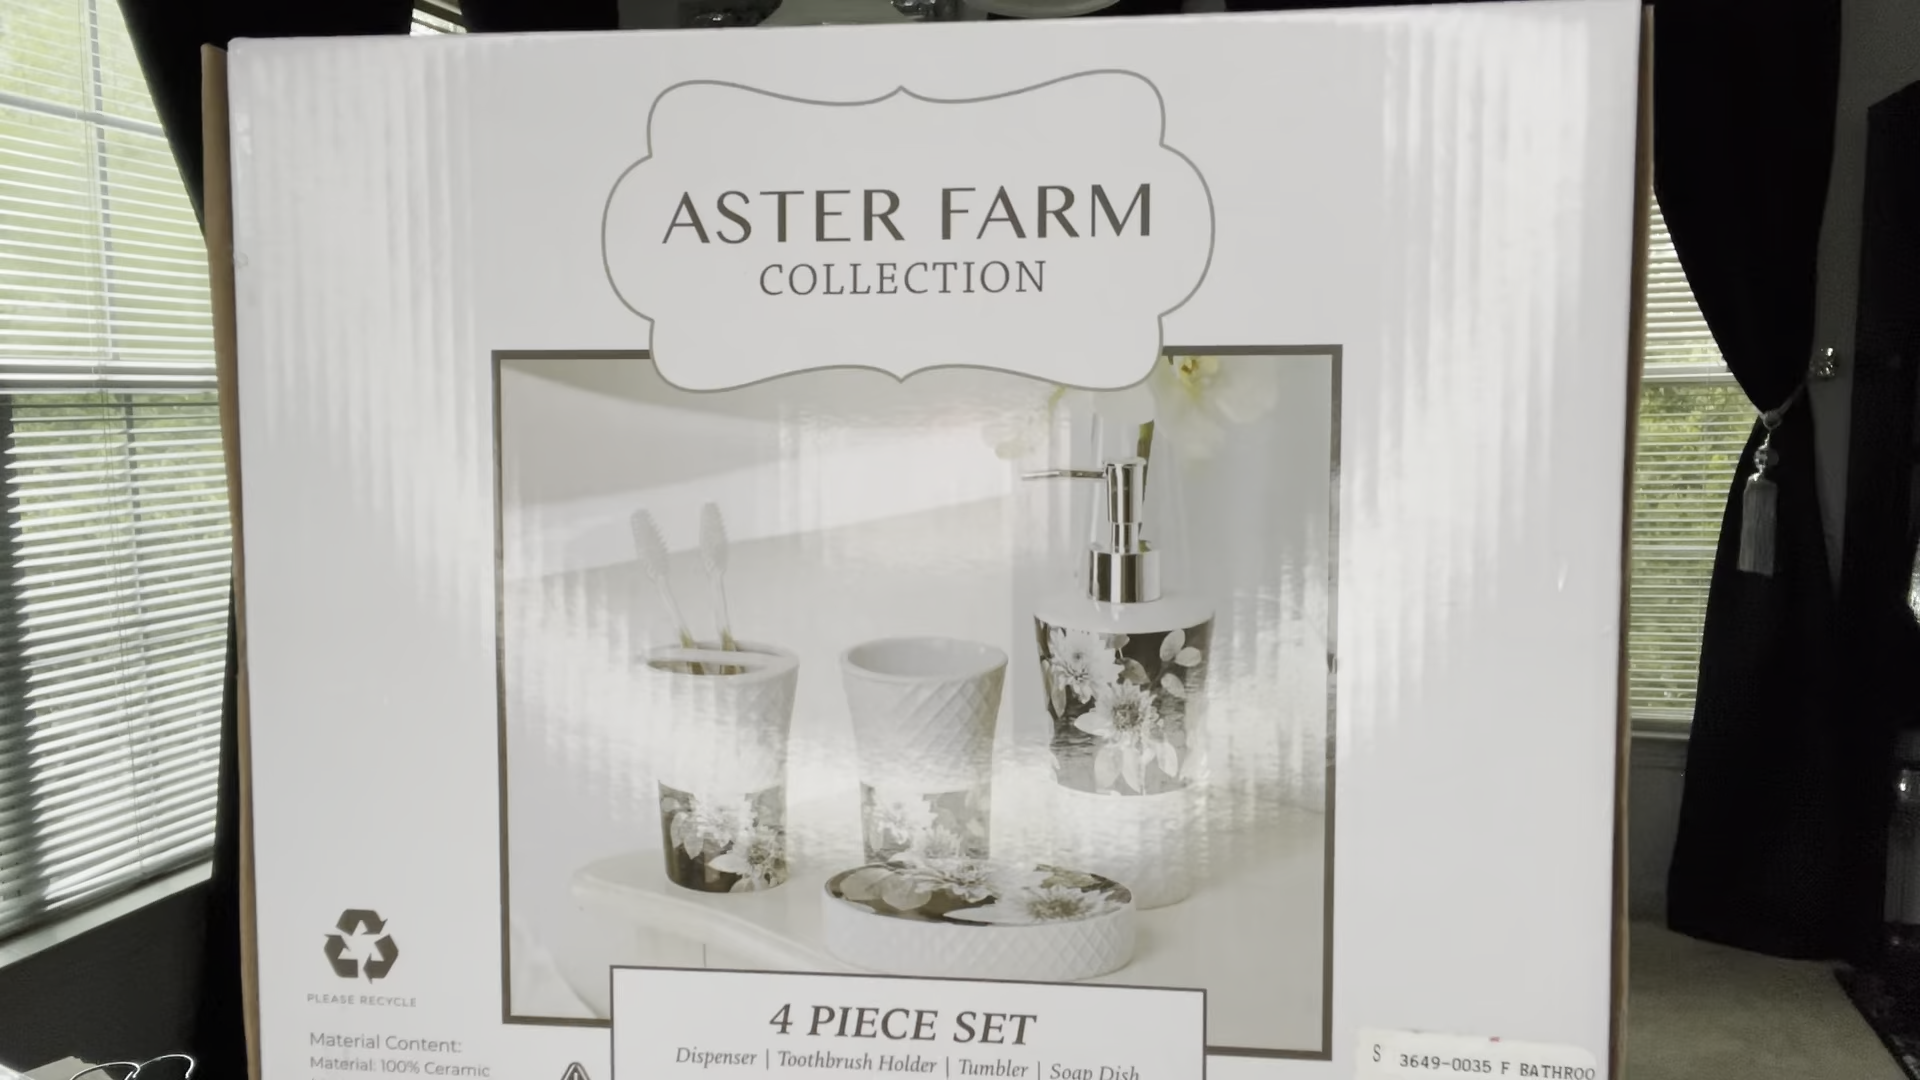 ASTER FARM
COLLECTION
4 PIECE SET
Dispenser | Toothbrush Holder | Tumbler | Soap Dish
PLEASE RECYCLE
Material Content:
Material: 100% Ceramic
S 3649-0035 F BATHROO